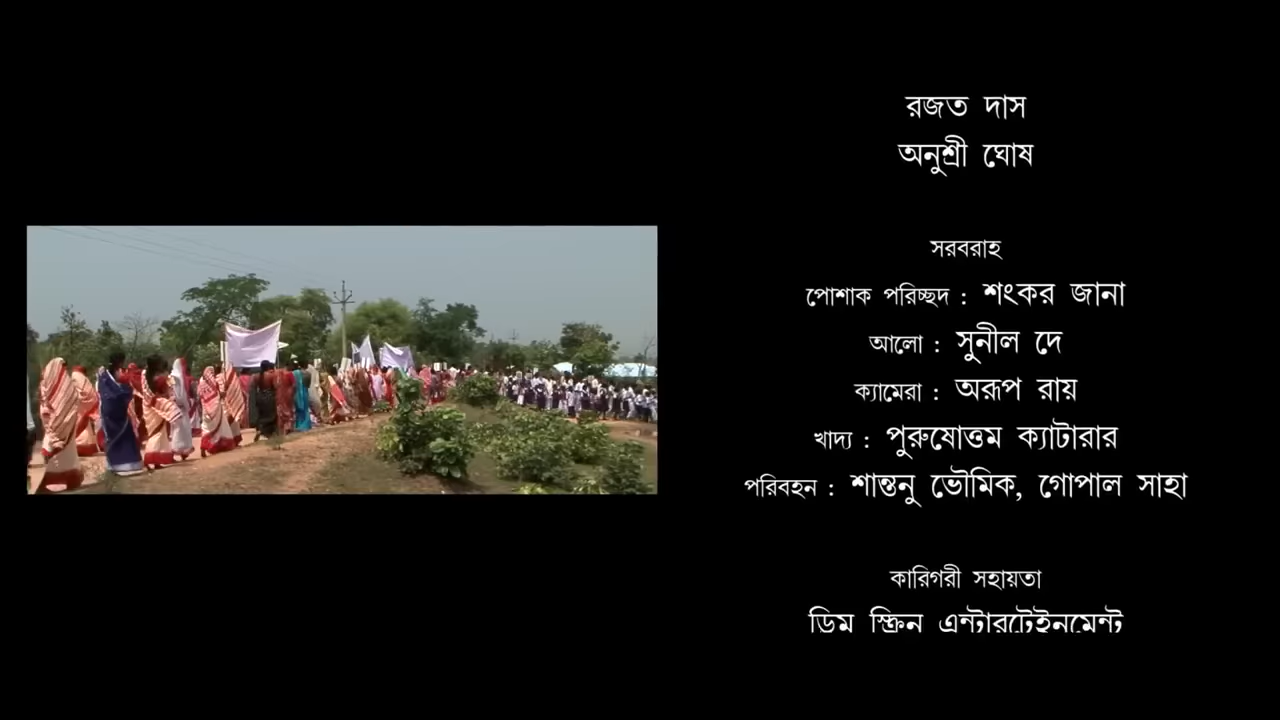 রজত দাস
অনুশ্রী ঘোষ
সরবরাহ
পোশাক পরিচ্ছদ : শংকর জানা
আলো : সুনীল দে
ক্যামেরা : অরূপ রায়
খাদ্য : পুরুষোত্তম ক্যাটারার
পরিবহন : শান্তনু ভৌমিক, গোপাল সাহা
কারিগরী সহায়তা
ডিম স্ক্রিন এন্টারটেইনমেন্ট